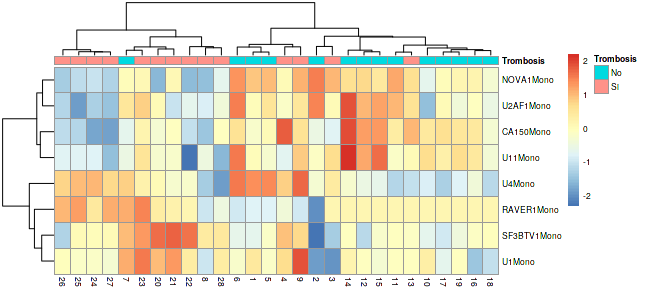 Trombosis
NOVA1Mono
U2AF1Mono
CA150Mono
U11Mono
U4Mono
RAVER1Mono
SF3BTV1Mono
U1Mono
26 25 24 27 7 23 20 21 22 8 28 6 1 5 4 9 2 3 14 12 15 11 13 10 17 19 16 18
2
1
0
-1
-2
Trombosis
No
SI